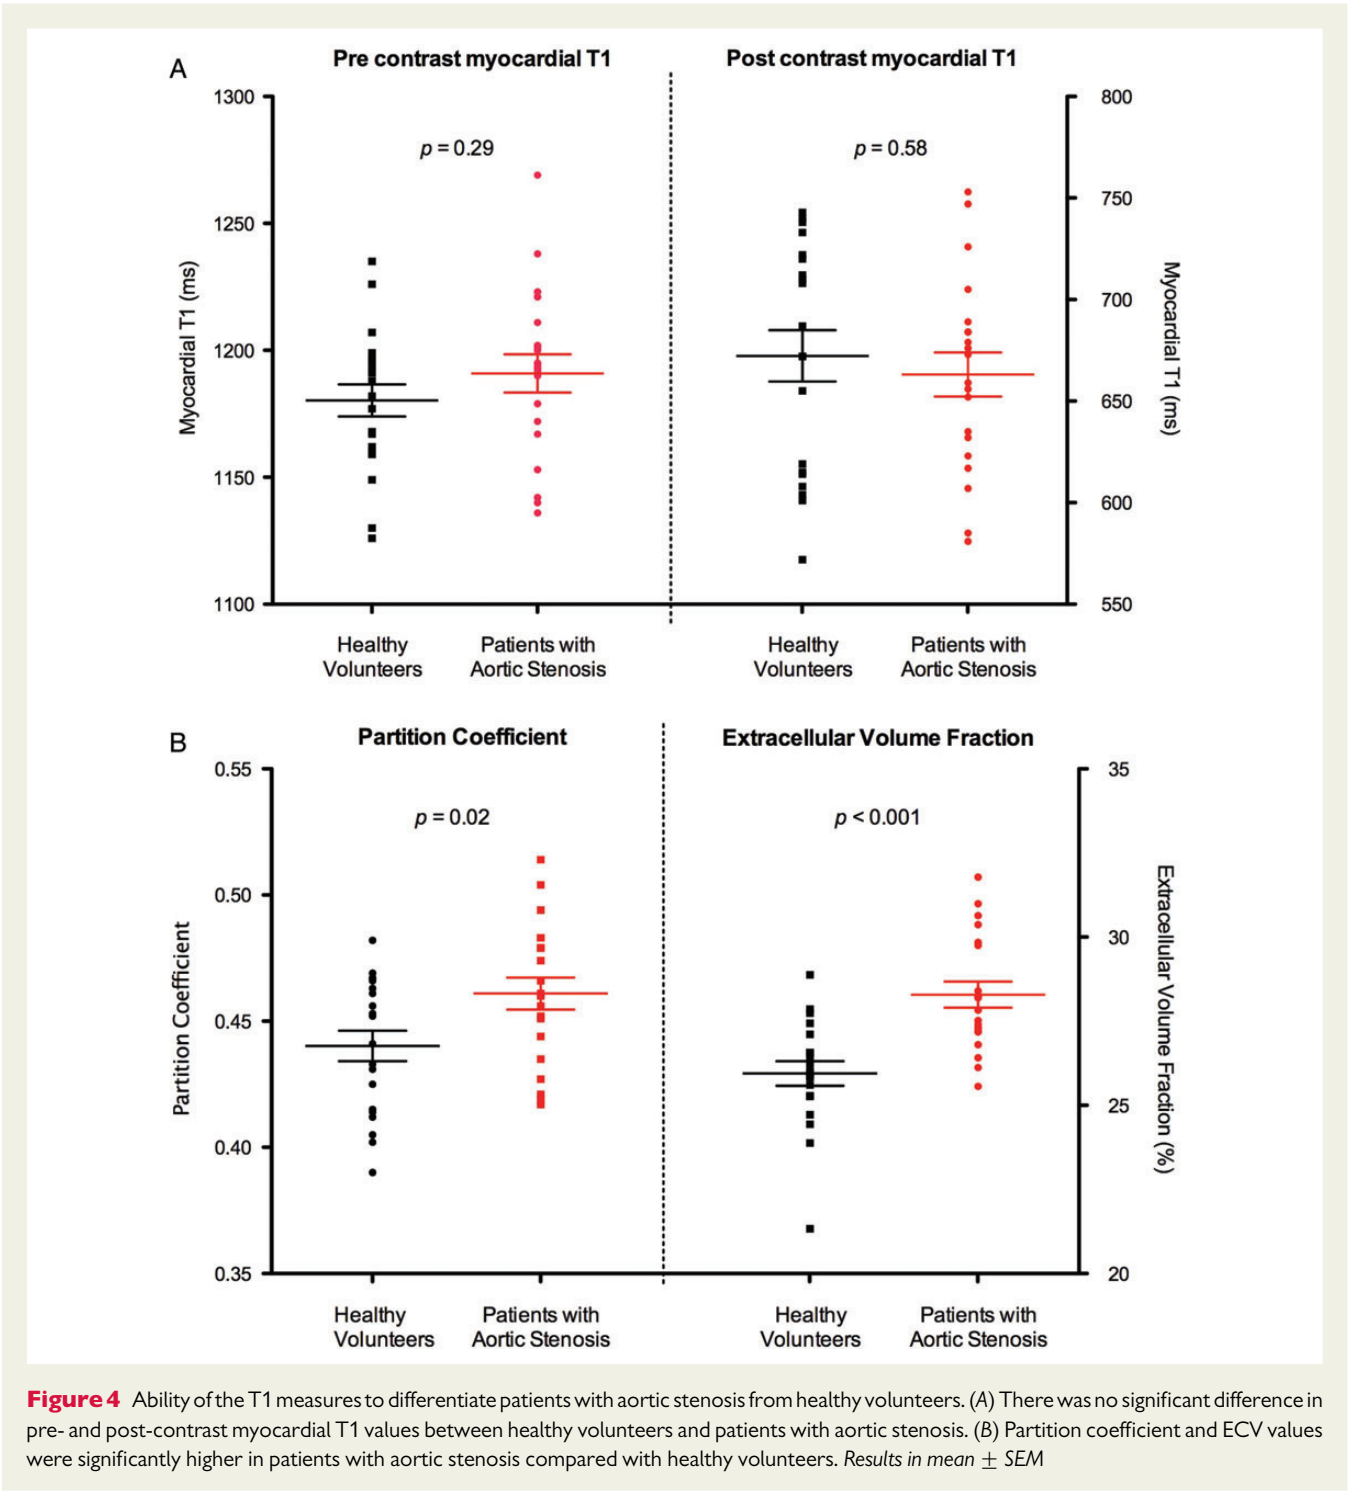 A
Pre contrast myocardial T1
Post contrast myocardial T1
1300
1250
1200
1150
1100
Myocardial T1 (ms)
p = 0.29
p = 0.58
800
750
700
650
600
550
Myocardial T1 (ms)
Healthy
Volunteers
Patients with
Aortic Stenosis
Healthy
Volunteers
Patients with
Aortic Stenosis
B
Partition Coefficient
Extracellular Volume Fraction
0.55
0.50
0.45
0.40
0.35
Partition Coefficient
p = 0.02
p < 0.001
35
30
25
20
Extracellular Volume Fraction (%)
Healthy
Volunteers
Patients with
Aortic Stenosis
Healthy
Volunteers
Patients with
Aortic Stenosis
Figure 4 Ability of the T1 measures to differentiate patients with aortic stenosis from healthy volunteers. (A) There was no significant difference in
pre- and post-contrast myocardial T1 values between healthy volunteers and patients with aortic stenosis. (B) Partition coefficient and ECV values
were significantly higher in patients with aortic stenosis compared with healthy volunteers. Results in mean ± SEM